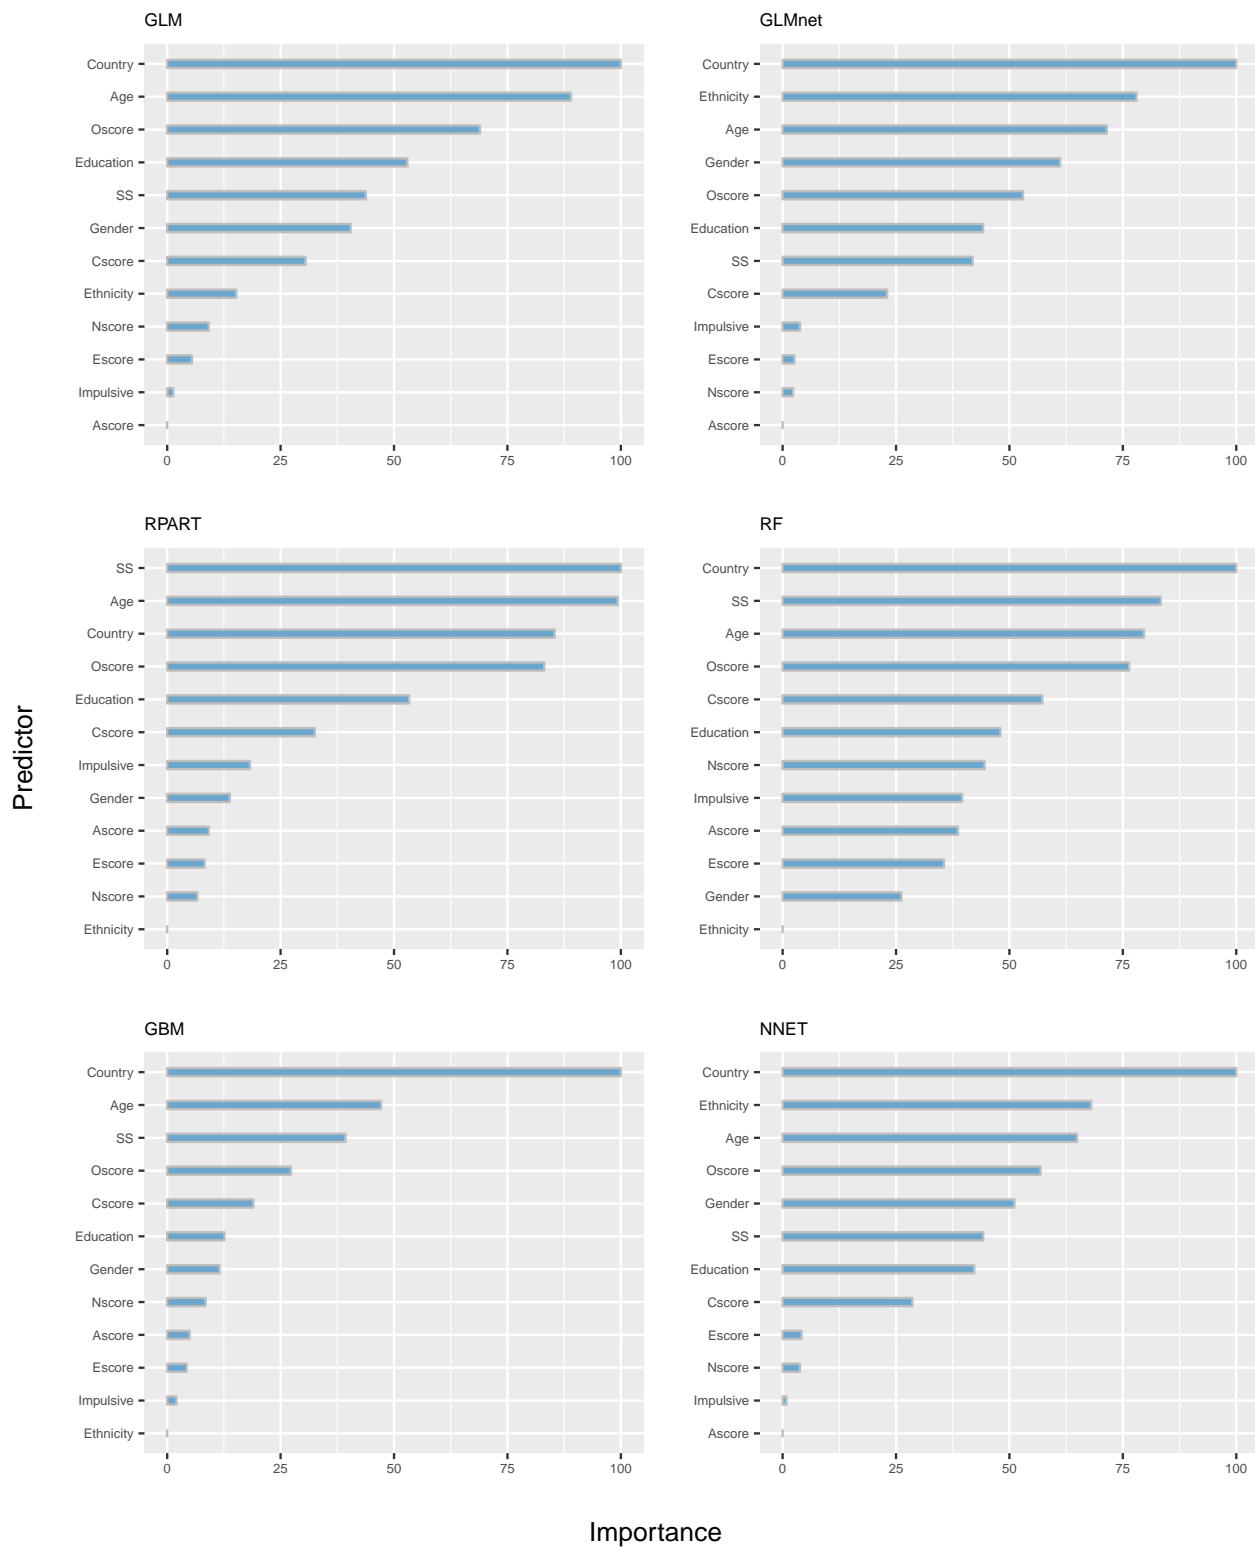 GLM
Country
Age
Oscore
Education
SS
Gender
Cscore
Ethnicity
Nscore
Escore
Impulsive
Ascore
0 25 50 75 100
GLMnet
Country
Ethnicity
Age
Gender
Oscore
Education
SS
Cscore
Impulsive
Escore
Nscore
Ascore
0 25 50 75 100
Predictor
RPART
SS
Age
Country
Oscore
Education
Cscore
Impulsive
Gender
Ascore
Escore
Nscore
Ethnicity
0 25 50 75 100
RF
Country
SS
Age
Oscore
Cscore
Education
Nscore
Impulsive
Ascore
Escore
Gender
Ethnicity
0 25 50 75 100
GBM
Country
Age
SS
Oscore
Cscore
Education
Gender
Nscore
Ascore
Escore
Impulsive
Ethnicity
0 25 50 75 100
NNET
Country
Ethnicity
Age
Oscore
Gender
SS
Education
Cscore
Escore
Nscore
Impulsive
Ascore
0 25 50 75 100
Importance